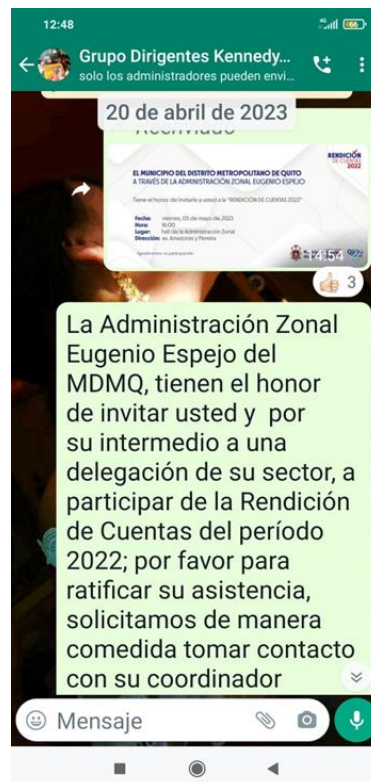 12:48
4G
66
Grupo Dirigentes Kennedy...
solo los administradores pueden envi...
20 de abril de 2023
Reenviado
RENDICIÓN
DE CUENTAS
2022
EL MUNICIPIO DEL DISTRITO METROPOLITANO DE QUITO
A TRAVÉS DE LA ADMINISTRACIÓN ZONAL EUGENIO ESPEJO
Tiene el honor de invitarle a usted a la "RENDICIÓN DE CUENTAS 2022"
Fecha: viernes, 05 de mayo de 2023
Hora: 16:00
Lugar: hall de la Administración Zonal
Dirección: av. Amazonas y Pereira
14:54
3
La Administración Zonal
Eugenio Espejo del
MDMQ, tienen el honor
de invitar usted y por
su intermedio a una
delegación de su sector, a
participar de la Rendición
de Cuentas del período
2022; por favor para
ratificar su asistencia,
solicitamos de manera
comedida tomar contacto
con su coordinador
Mensaje